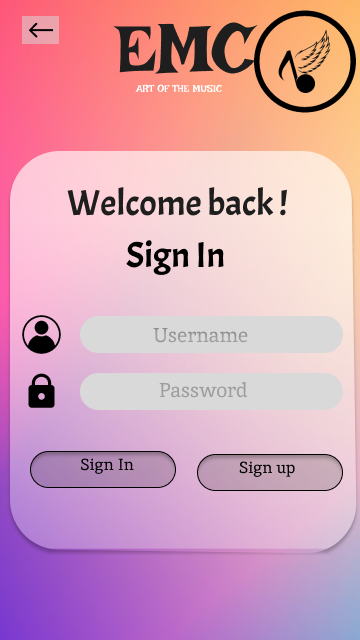 EMC
ART OF THE MUSIC
Welcome back !
Sign In
Username
Password
Sign In
Sign up